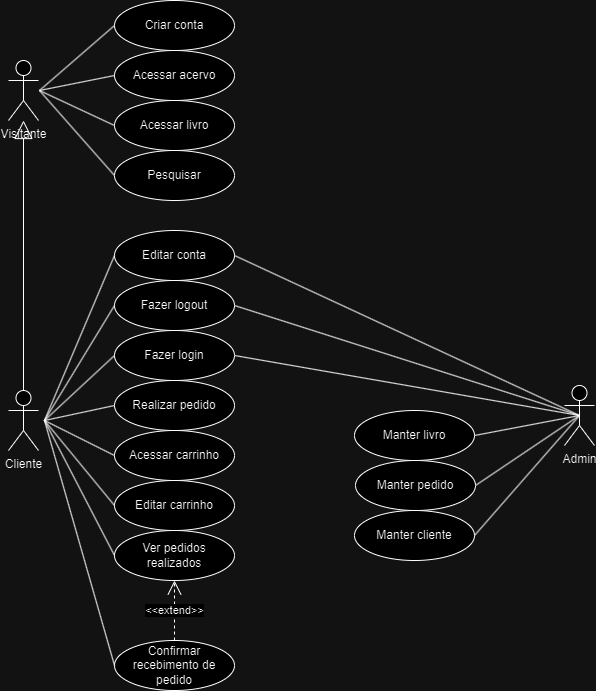 Criar conta
Acessar acervo
Visitante
Acessar livro
Pesquisar
Editar conta
Fazer logout
Fazer login
Realizar pedido
Cliente
Acessar carrinho
Editar carrinho
Ver pedidos
realizados
<<extend>>
Confirmar
recebimento de
pedido
Manter livro
Manter pedido
Manter cliente
Admin